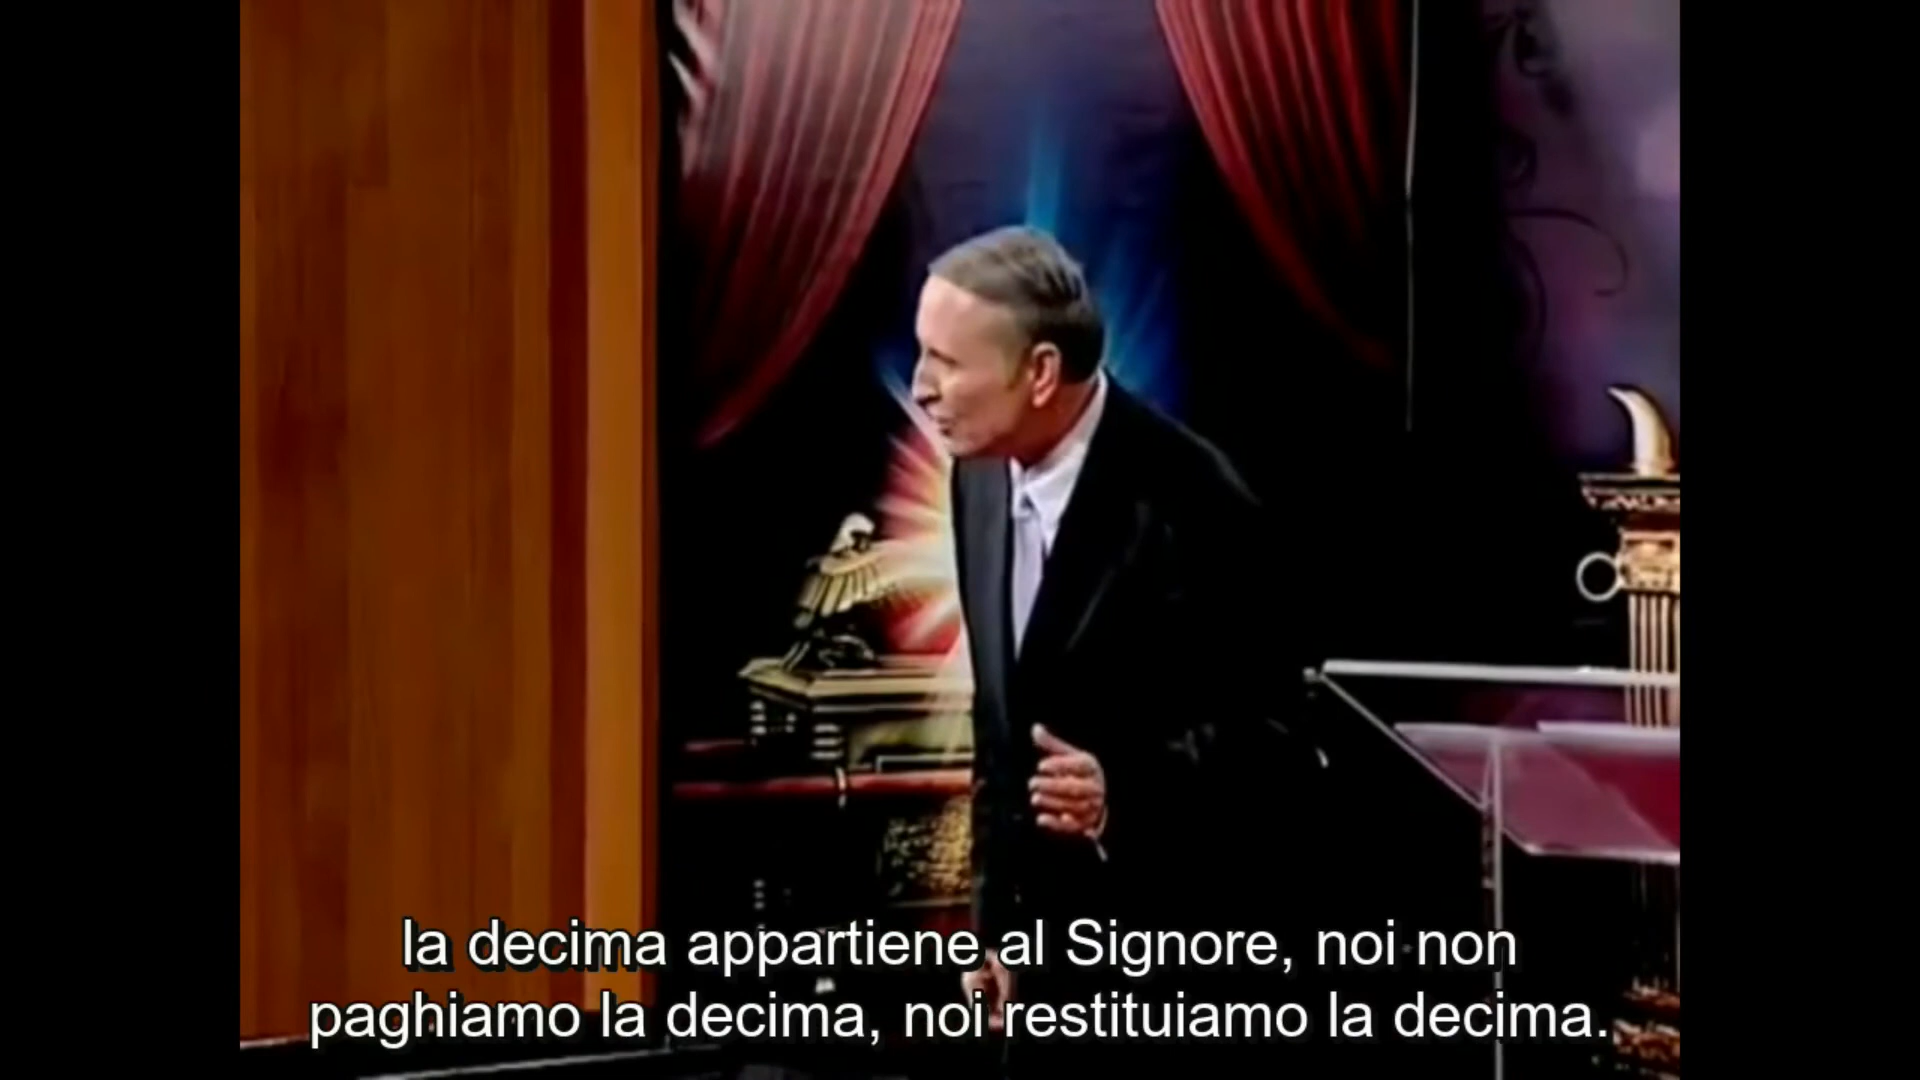 la decima appartiene al Signore, noi non
paghiamo la decima, noi restituiamo la decima.